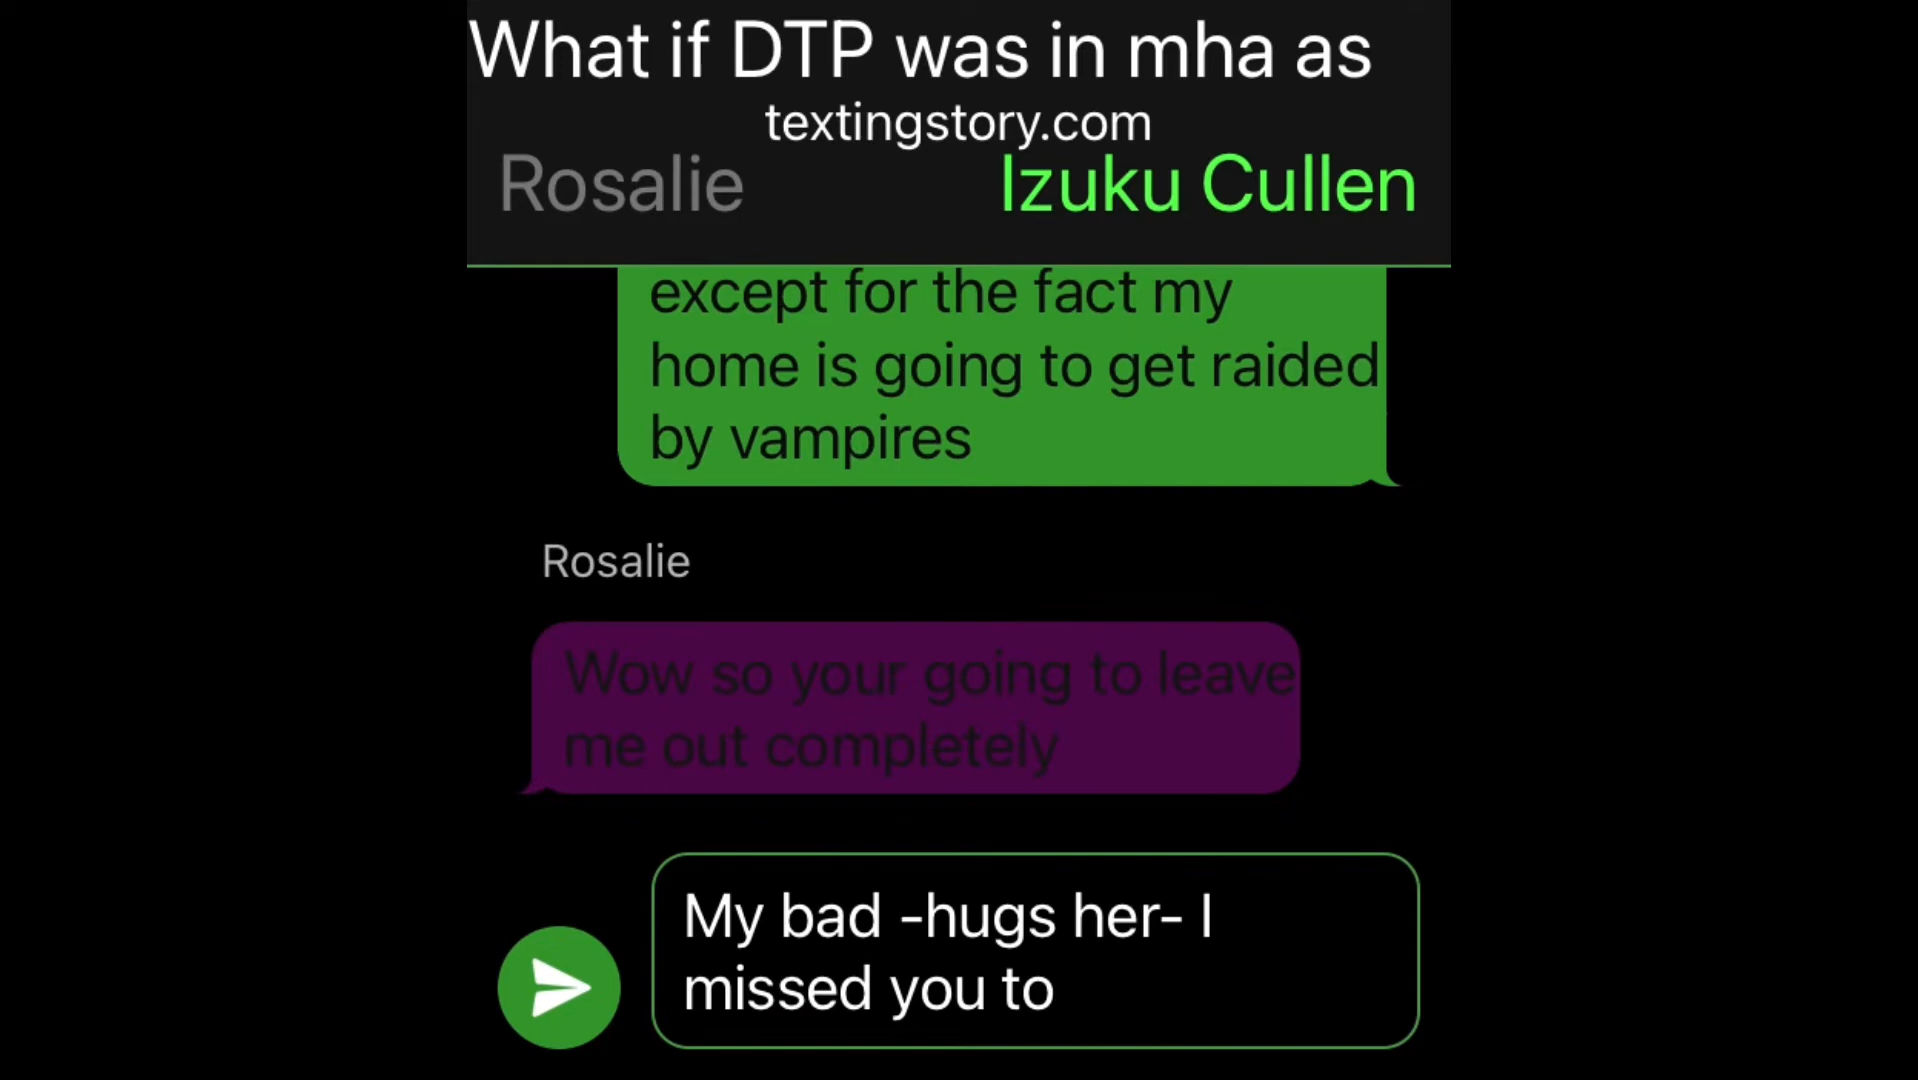 What if DTP was in mha as
textingstory.com
Rosalie
Izuku Cullen
except for the fact my
home is going to get raided
by vampires
Rosalie
Wow so your going to leave
me out completely
My bad -hugs her- I
missed you to